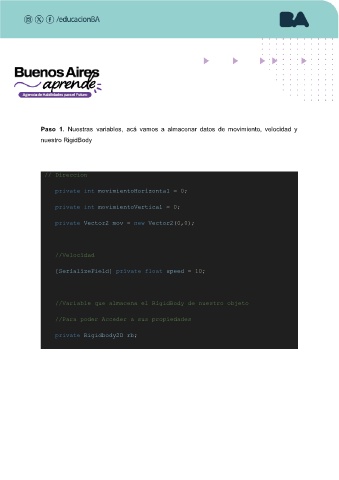 /educacionBA
BA
Buenos Aires
aprende
Agencia de Habilidades para el Futuro
Paso 1. Nuestras variables, acá vamos a almacenar datos de movimiento, velocidad y
nuestro RigidBody
// Direccion
private int movimientoHorizontal = 0;
private int movimientoVertical = 0;
private Vector2 mov = new Vector2(0,0);
//Velocidad
[SerializeField] private float speed = 10;
//Variable que almacena el RigidBody de nuestro objeto
//Para poder Acceder a sus propiedades
private Rigidbody2D rb;